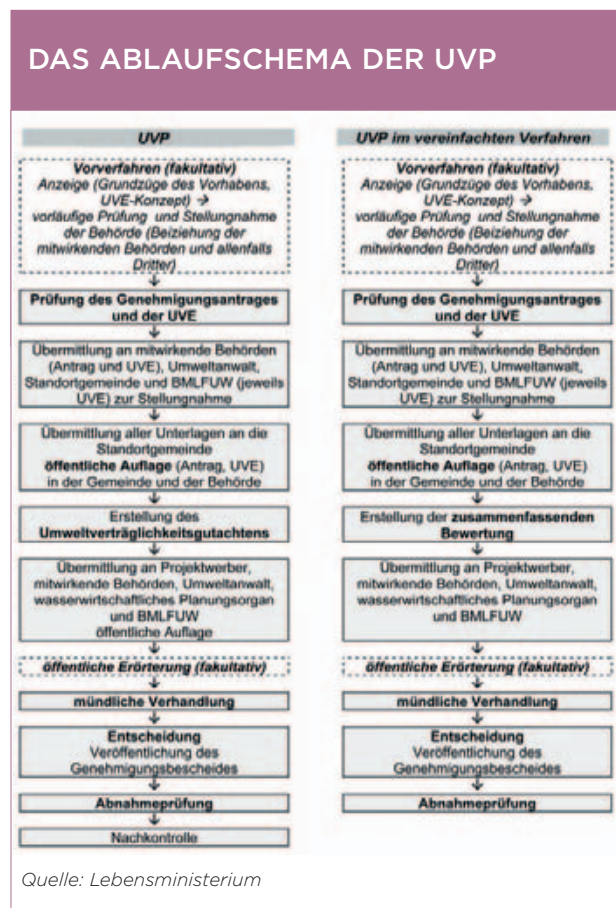 DAS ABLAUFSCHEMA DER UVP
UVP
Vorverfahren (fakultativ)
Anzeige (Grundzüge des Vorhabens,
UVE-Konzept) →
vorläufige Prüfung und Stellungnahme
der Behörde (Beiziehung der
mitwirkenden Behörden und allenfalls
Dritter)
Prüfung des Genehmigungsantrages
und der UVE
Übermittlung an mitwirkende Behörden
(Antrag und UVE), Umweltanwalt,
Standortgemeinde und BMLFUW (jeweils
UVE) zur Stellungnahme
Übermittlung aller Unterlagen an die
Standortgemeinde
öffentliche Auflage (Antrag, UVE)
in der Gemeinde und der Behörde
Erstellung des
Umweltverträglichkeitsgutachtens
Übermittlung an Projektwerber,
mitwirkende Behörden, Umweltanwalt,
wasserwirtschaftliches Planungsorgan
und BMLFUW
öffentliche Auflage
öffentliche Erörterung (fakultativ)
mündliche Verhandlung
Entscheidung
Veröffentlichung des
Genehmigungsbescheides
Abnahmeprüfung
Nachkontrolle
UVP im vereinfachten Verfahren
Vorverfahren (fakultativ)
Anzeige (Grundzüge des Vorhabens,
UVE-Konzept) →
vorläufige Prüfung und Stellungnahme
der Behörde (Beiziehung der
mitwirkenden Behörden und allenfalls
Dritter)
Prüfung des Genehmigungsantrages
und der UVE
Übermittlung an mitwirkende Behörden
(Antrag und UVE), Umweltanwalt,
Standortgemeinde und BMLFUW (jeweils
UVE) zur Stellungnahme
Übermittlung aller Unterlagen an die
Standortgemeinde
öffentliche Auflage (Antrag, UVE)
in der Gemeinde und der Behörde
Erstellung der zusammenfassenden
Bewertung
Übermittlung an Projektwerber,
mitwirkende Behörden, Umweltanwalt,
wasserwirtschaftliches Planungsorgan
und BMLFUW
öffentliche Erörterung (fakultativ)
mündliche Verhandlung
Entscheidung
Veröffentlichung des
Genehmigungsbescheides
Abnahmeprüfung
Quelle: Lebensministerium